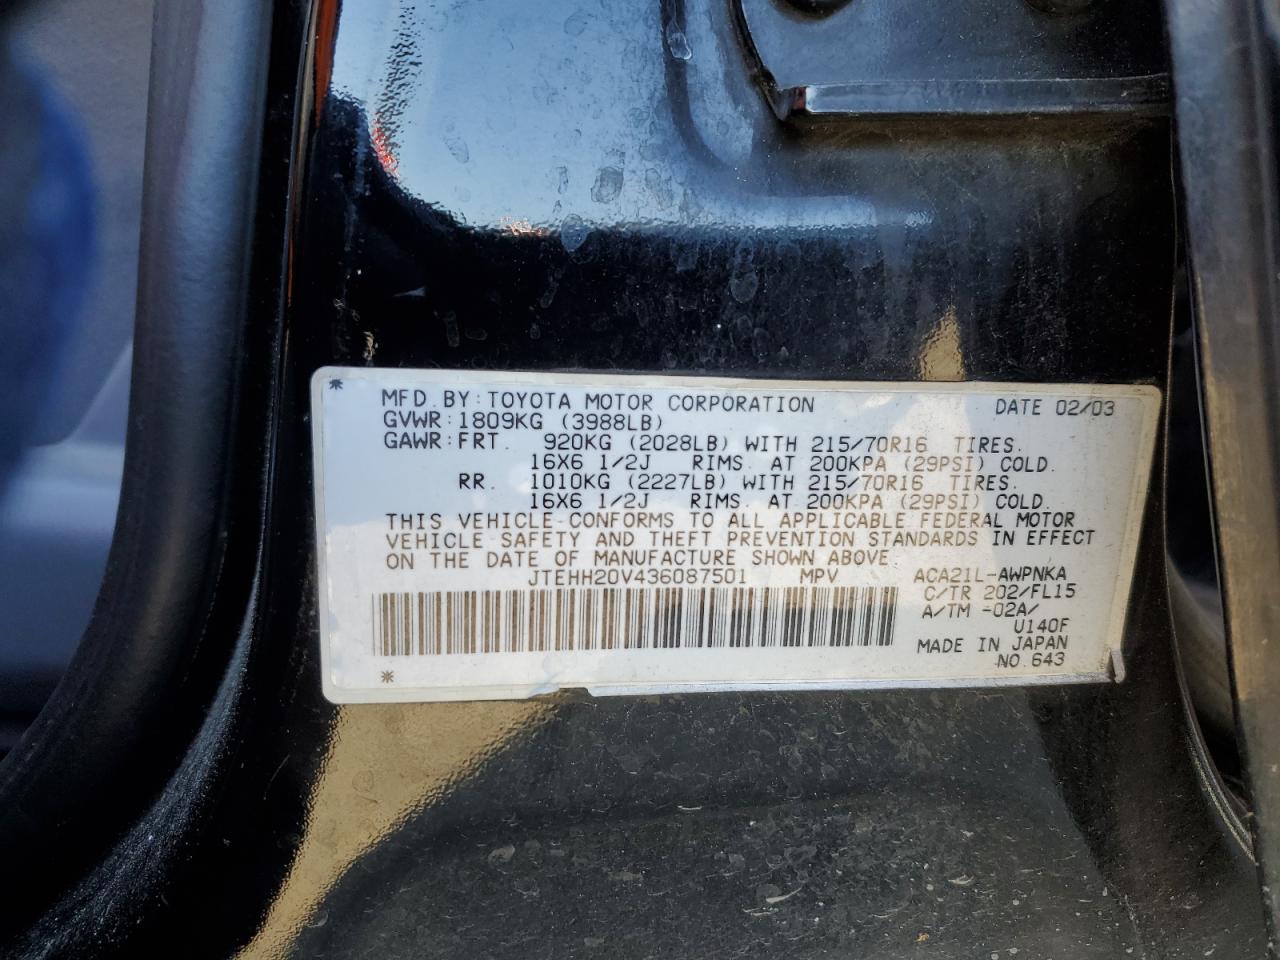 MFD. BY: TOYOTA MOTOR CORPORATION DATE 02/03
GVWR: 1809KG (3988LB)
GAWR: FRT. 920KG (2028LB) WITH 215/70R16 TIRES.
16X6 1/2J RIMS. AT 200KPA (29PSI) COLD.
RR. 1010KG (2227LB) WITH 215/70R16 TIRES.
16X6 1/2J RIMS. AT 200KPA (29PSI) COLD.
THIS VEHICLE CONFORMS TO ALL APPLICABLE FEDERAL MOTOR
VEHICLE SAFETY AND THEFT PREVENTION STANDARDS IN EFFECT
ON THE DATE OF MANUFACTURE SHOWN ABOVE.
JTEHH20V436087501 MPV ACA21L-AWPNKA
C/TR 202/FL15
A/TM -02A/
U140F
MADE IN JAPAN
NO.643